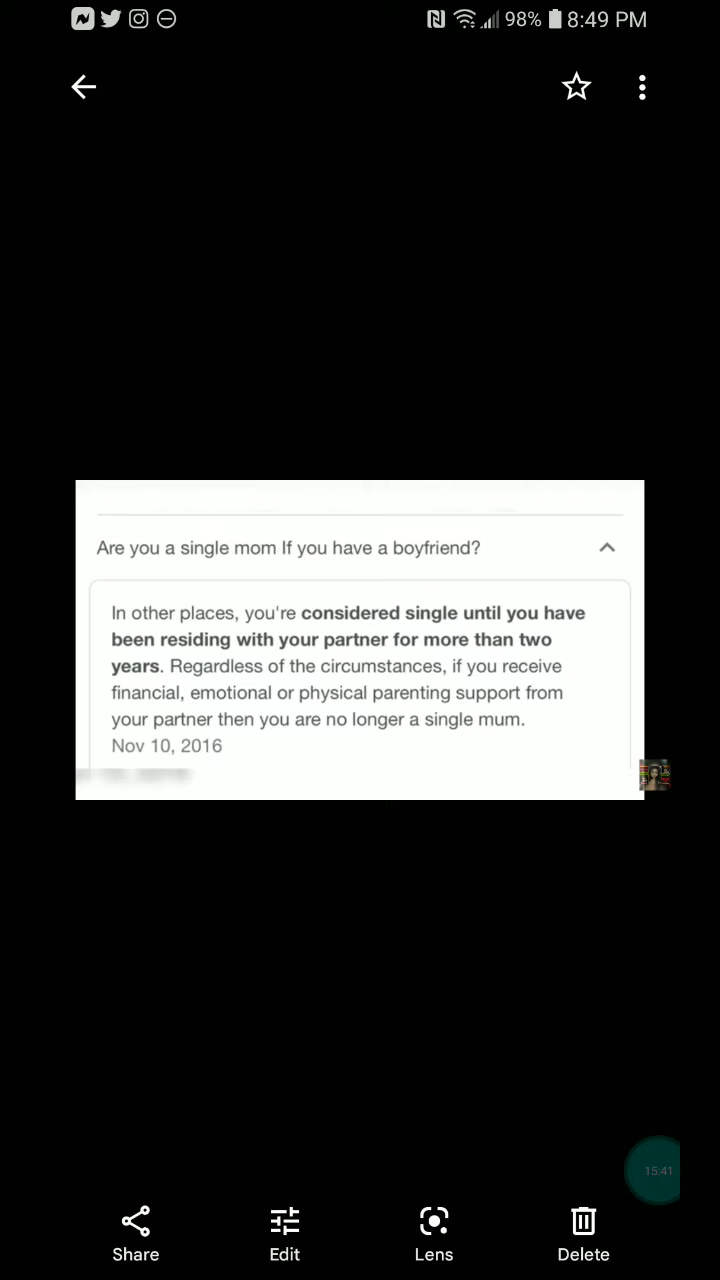 98% 8:49 PM
Are you a single mom If you have a boyfriend?
In other places, you're considered single until you have
been residing with your partner for more than two
years. Regardless of the circumstances, if you receive
financial, emotional or physical parenting support from
your partner then you are no longer a single mum.
Nov 10, 2016
15:41
Share Edit Lens Delete